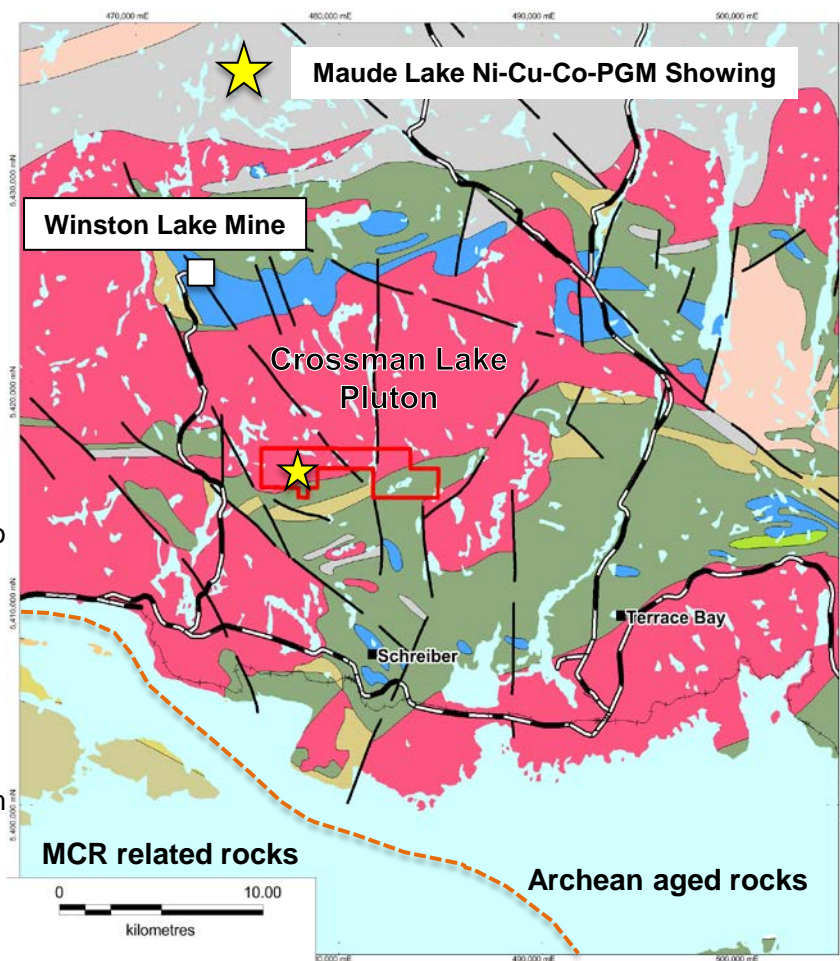 470,000 mE 480,000 mE 490,000 mE 500,000 mE
Maude Lake Ni-Cu-Co-PGM Showing
5,430,000 mN
Winston Lake Mine
Crossman Lake
Pluton
5,420,000 mN
5,410,000 mN
Terrace Bay
Schreiber
5,400,000 mN
MCR related rocks
Archean aged rocks
0 10.00
kilometres
490,000 mE 500,000 mE